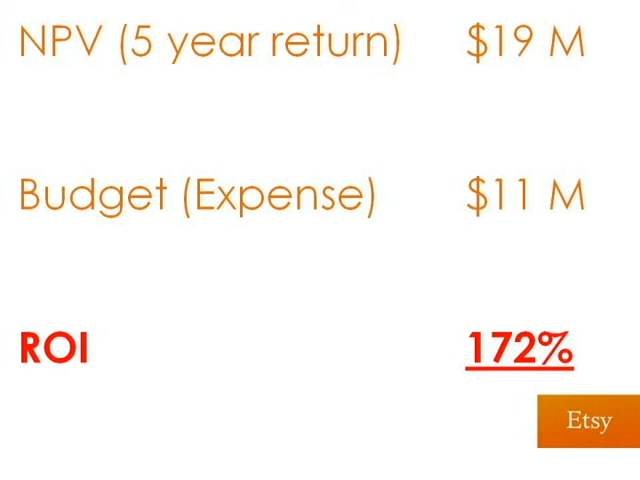 NPV (5 year return) $19 M
Budget (Expense) $11 M
ROI 172%
Etsy